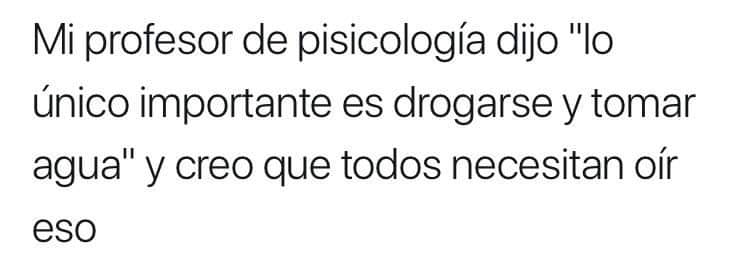 Mi profesor de pisicología dijo "lo
único importante es drogarse y tomar
agua" y creo que todos necesitan oír
eso